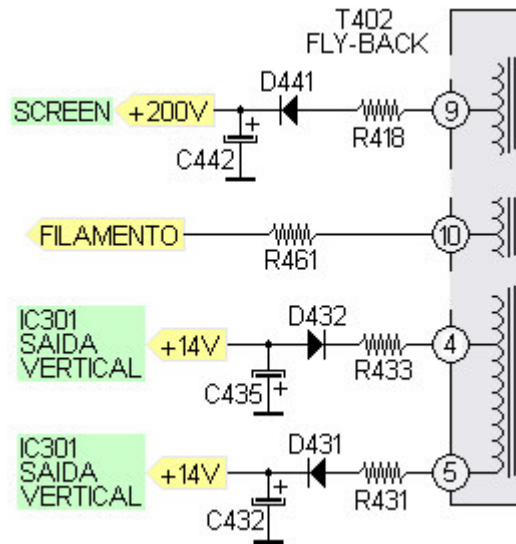 T402
FLY-BACK
D441
SCREEN
+200V
9
+
C442
R418
FILAMENTO
10
R461
IC301
SAIDA
VERTICAL
+14V
D432
4
C435
+
R433
IC301
SAIDA
VERTICAL
+14V
D431
5
+
C432
R431